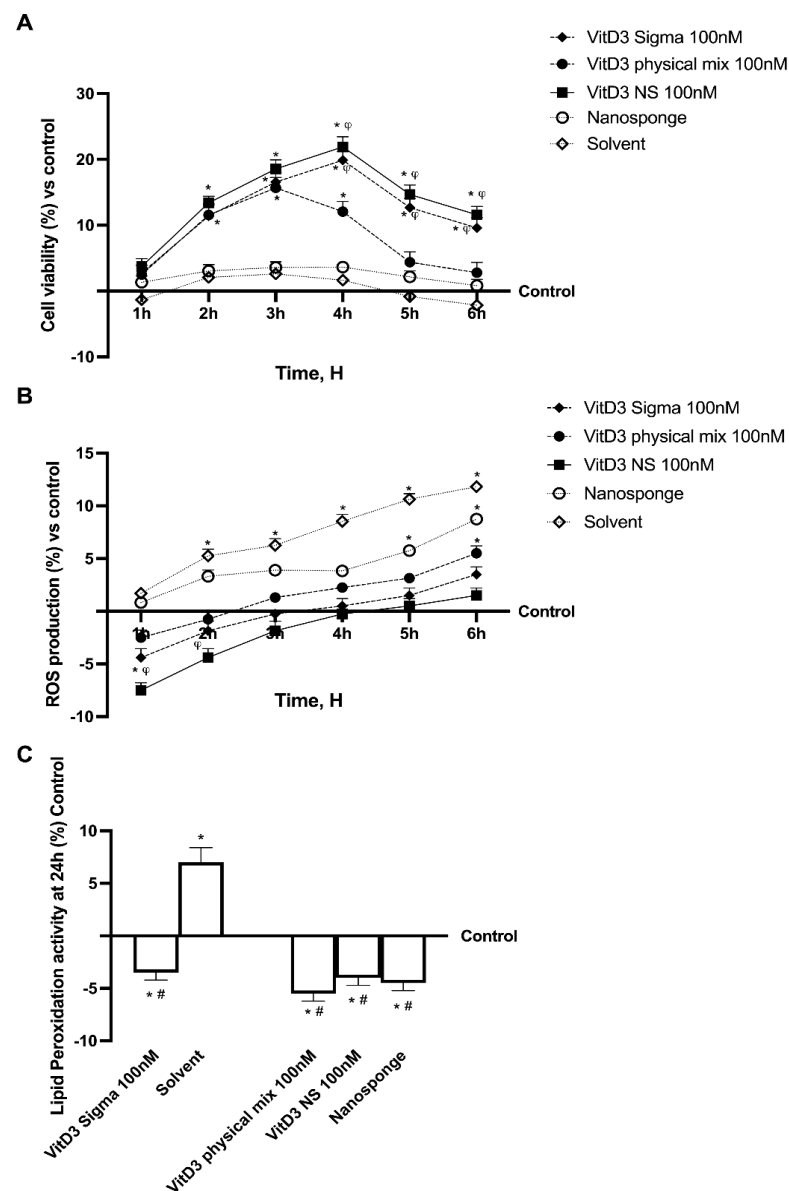 A
VitD3 Sigma 100nM
VitD3 physical mix 100nM
VitD3 NS 100nM
Nanosponge
Solvent
Cell viability (%) vs control
30
20
10
-10
* φ
* φ
*
*
*
*
*
*
*
* φ
* φ
* φ
* φ
Control
1h
2h
3h
4h
5h
6h
Time, H
B
VitD3 Sigma 100nM
VitD3 physical mix 100nM
VitD3 NS 100nM
Nanosponge
Solvent
ROS production (%) vs control
15
10
5
-5
-10
*
*
*
*
*
*
*
*
Control
1h
2h
3h
4h
5h
6h
φ
* φ
Time, H
C
Lipid Peroxidation activity at 24h (%) Control
10
5
-5
-10
*
Control
* #
* #
* #
* #
VitD3 Sigma 100nM
Solvent
VitD3 physical mix 100nM
VitD3 NS 100nM
Nanosponge